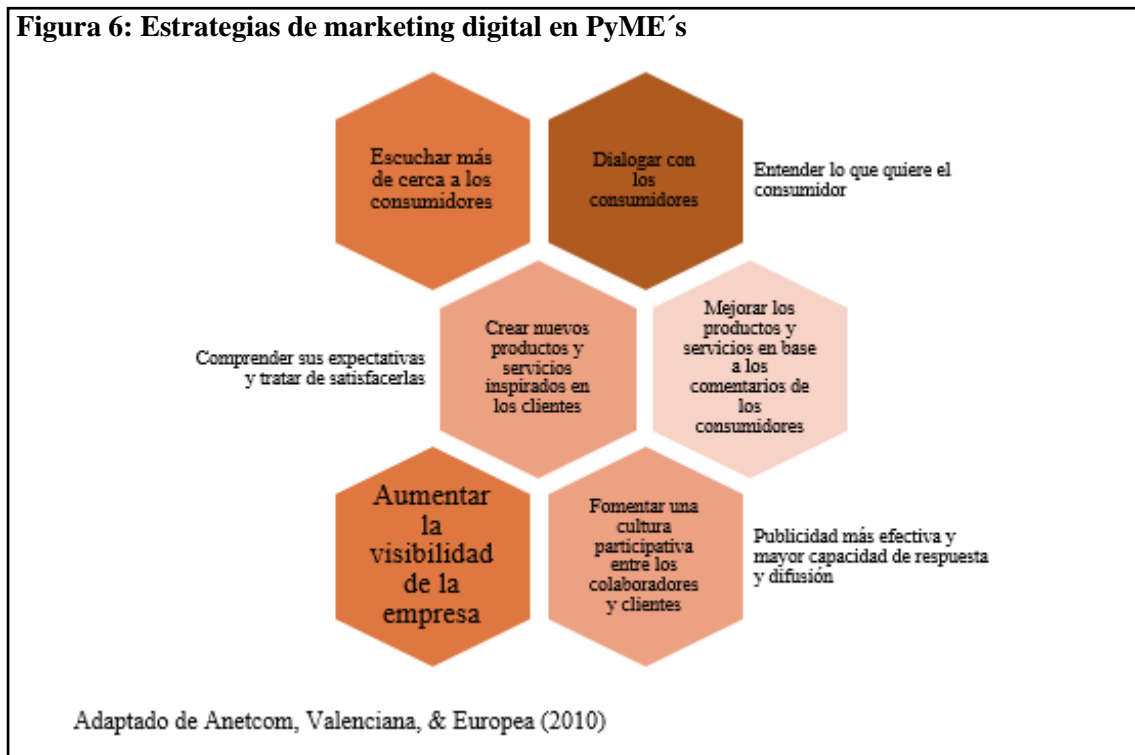 Figura 6: Estrategias de marketing digital en PyME´s
Escuchar más
de cerca a los
consumidores
Dialogar con
los
consumidores
Entender lo que quiere el
consumidor
Comprender sus expectativas
y tratar de satisfacerlas
Crear nuevos
productos y
servicios
inspirados en
los clientes
Mejorar los
productos y
servicios en base
a los
comentarios de
los
consumidores
Aumentar
la
visibilidad
de la
empresa
Fomentar una
cultura
participativa
entre los
colaboradores
y clientes
Publicidad más efectiva y
mayor capacidad de respuesta
y difusión
Adaptado de Anetcom, Valenciana, & Europea (2010)